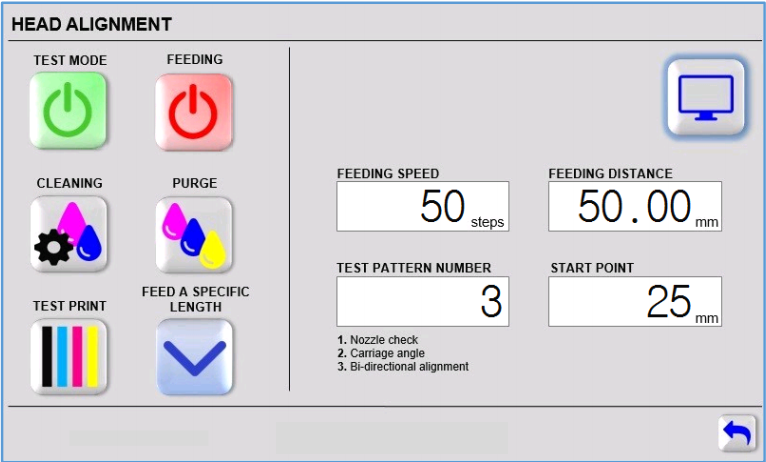 HEAD ALIGNMENT
TEST MODE
FEEDING
CLEANING
PURGE
TEST PRINT
FEED A SPECIFIC
LENGTH
FEEDING SPEED
50 steps
FEEDING DISTANCE
50.00 mm
TEST PATTERN NUMBER
3
START POINT
25 mm
1. Nozzle check
2. Carriage angle
3. Bi-directional alignment